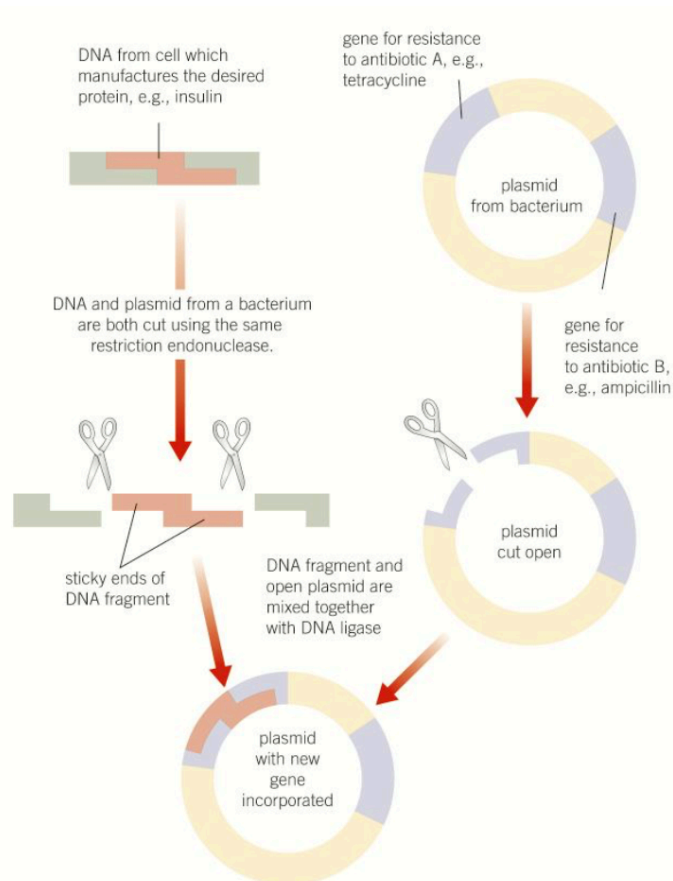 DNA from cell which
manufactures the desired
protein, e.g., insulin
gene for resistance
to antibiotic A, e.g.,
tetracycline
plasmid
from bacterium
DNA and plasmid from a bacterium
are both cut using the same
restriction endonuclease.
gene for
resistance
to antibiotic B,
e.g., ampicillin
plasmid
cut open
sticky ends of
DNA fragment
DNA fragment and
open plasmid are
mixed together
with DNA ligase
plasmid
with new
gene
incorporated